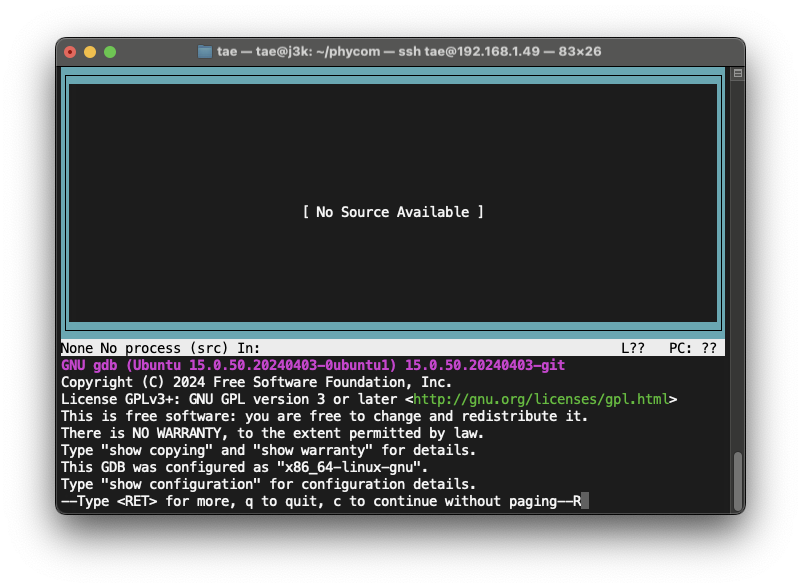 tae — tae@j3k: ~/phycom — ssh tae@192.168.1.49 — 83×26
[ No Source Available ]
None No process (src) In: L?? PC: ??
GNU gdb (Ubuntu 15.0.50.20240403-0ubuntu1) 15.0.50.20240403-git
Copyright (C) 2024 Free Software Foundation, Inc.
License GPLv3+: GNU GPL version 3 or later <http://gnu.org/licenses/gpl.html>
This is free software: you are free to change and redistribute it.
There is NO WARRANTY, to the extent permitted by law.
Type "show copying" and "show warranty" for details.
This GDB was configured as "x86_64-linux-gnu".
Type "show configuration" for configuration details.
--Type <RET> for more, q to quit, c to continue without paging--R